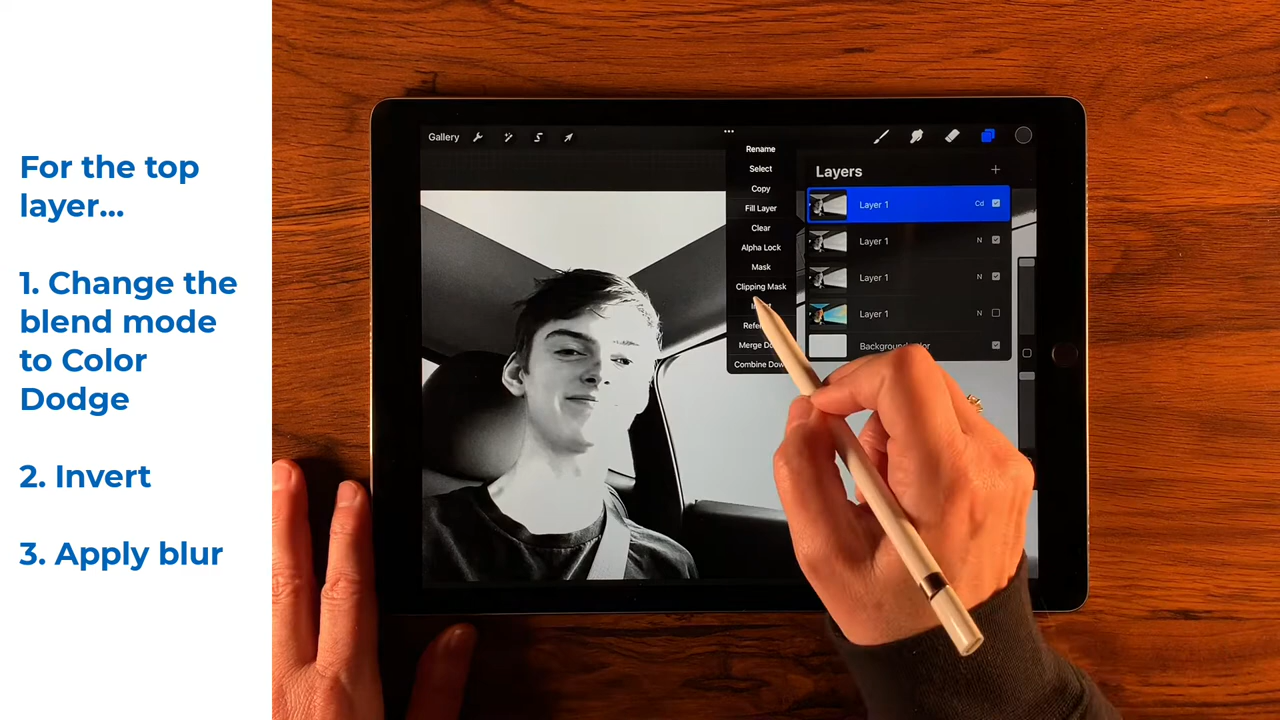 For the top
layer...
1. Change the
blend mode
to Color
Dodge
2. Invert
3. Apply blur
Gallery
Rename
Select
Copy
Fill Layer
Clear
Alpha Lock
Mask
Clipping Mask
Combine Down
Layers
Layer 1 Cd
Layer 1 N
Layer 1 N
Layer 1 N